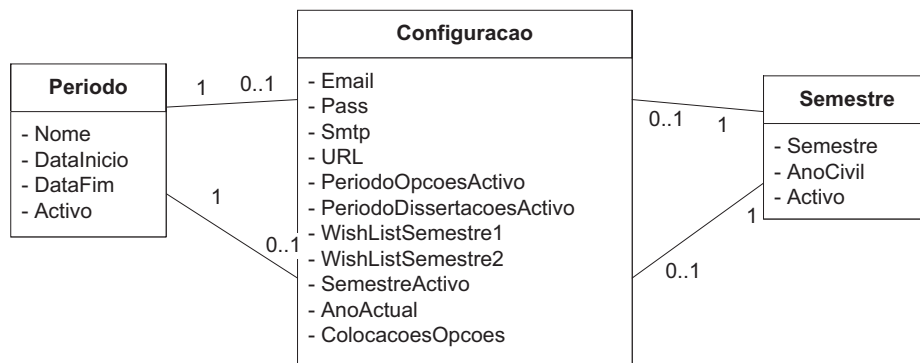 Periodo
- Nome
- DataInicio
- DataFim
- Activo
1
0..1
1
0..1
Configuracao
- Email
- Pass
- Smtp
- URL
- PeriodoOpcoesActivo
- PeriodoDissertacoesActivo
- WishListSemestre1
- WishListSemestre2
- SemestreActivo
- AnoActual
- ColocacoesOpcoes
0..1
1
0..1
1
Semestre
- Semestre
- AnoCivil
- Activo